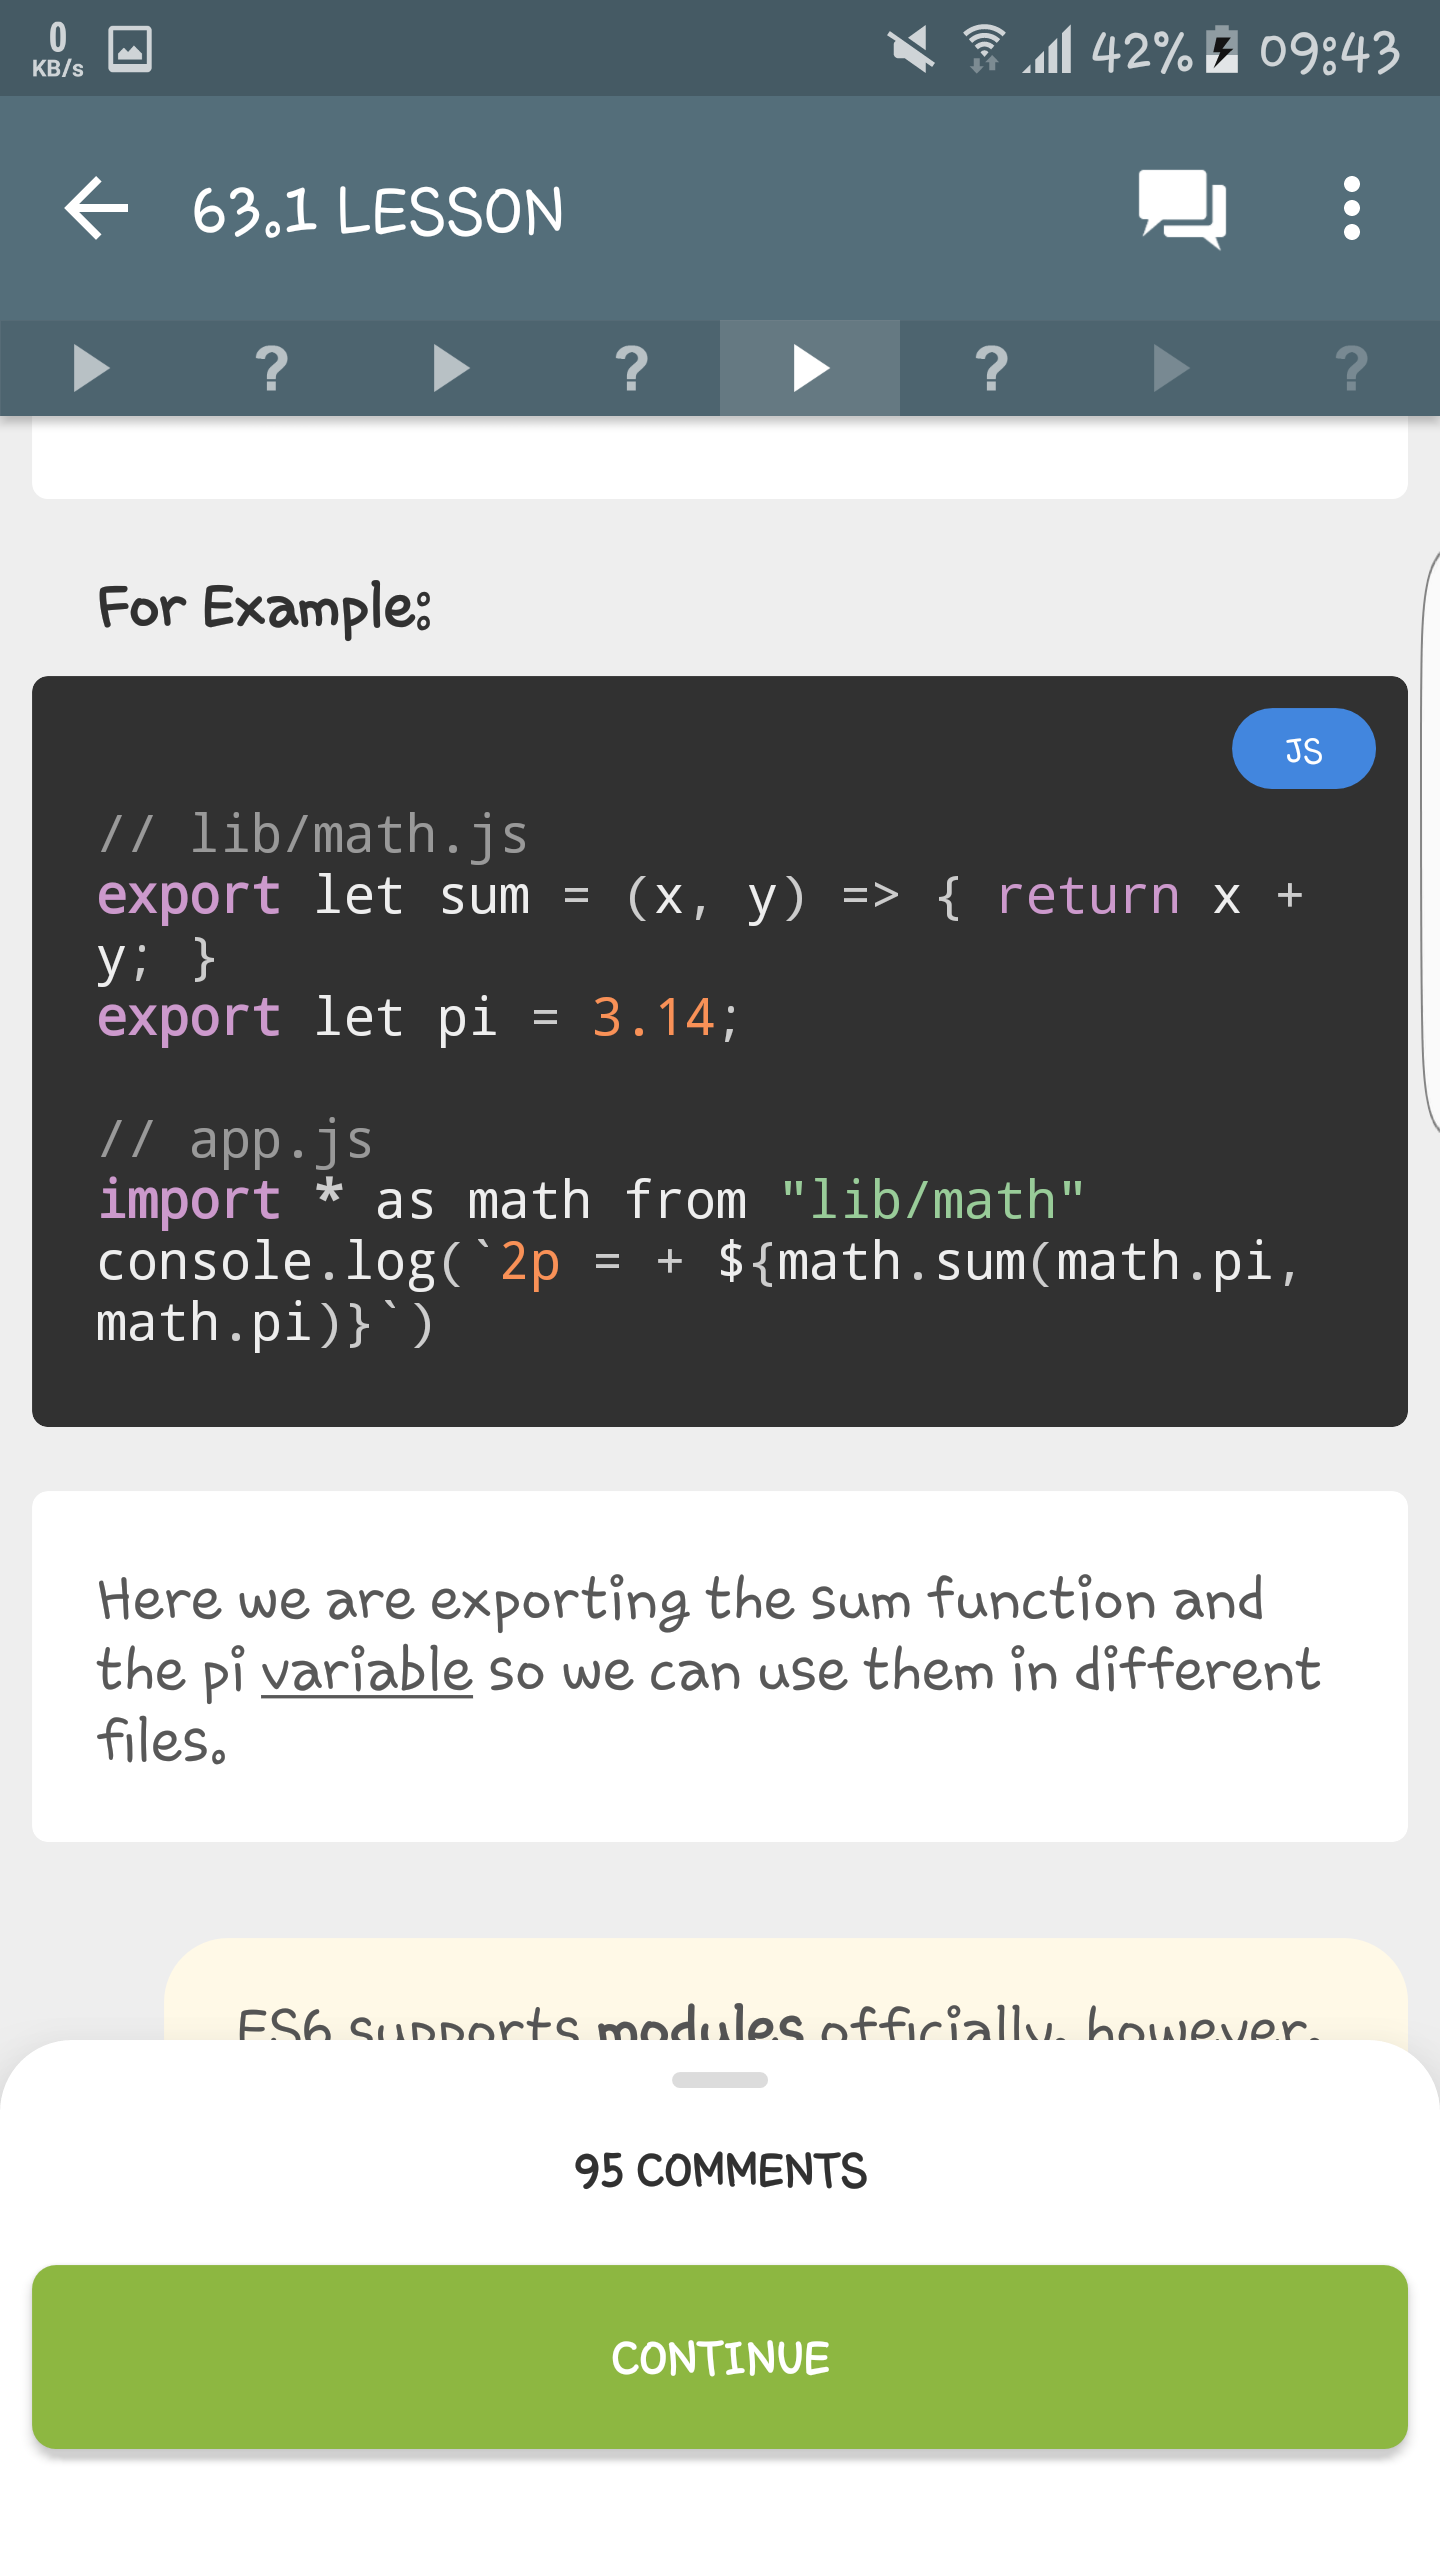 0
KB/s
42%
09:43
63.1 LESSON
?
?
?
?
For Example:
JS
// lib/math.js
export let sum = (x, y) => { return x +
y; }
export let pi = 3.14;
// app.js
import * as math from "lib/math"
console.log(`2p = + ${math.sum(math.pi,
math.pi)}`)
Here we are exporting the sum function and
the pi variable so we can use them in different
files.
ES6 supports modules officially, however,
95 COMMENTS
CONTINUE